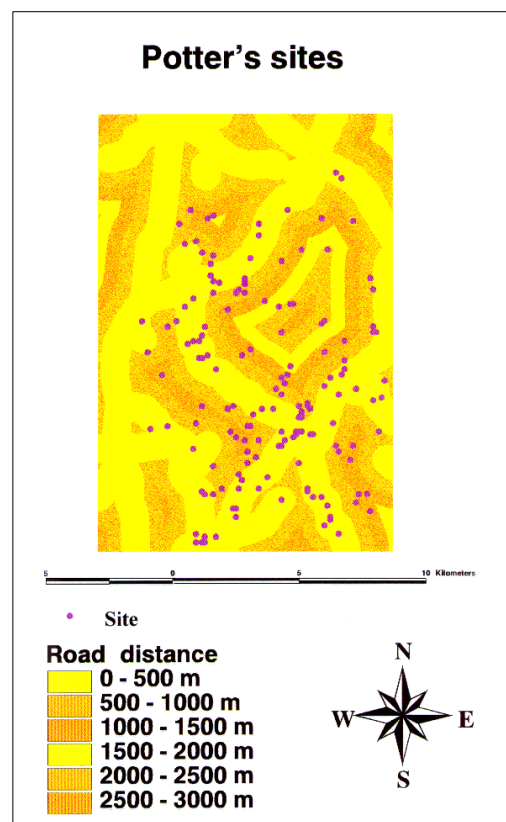 Potter's sites
5 0 5 10 Kilometers
Site
Road distance
0 - 500 m
500 - 1000 m
1000 - 1500 m
1500 - 2000 m
2000 - 2500 m
2500 - 3000 m
N
W E
S